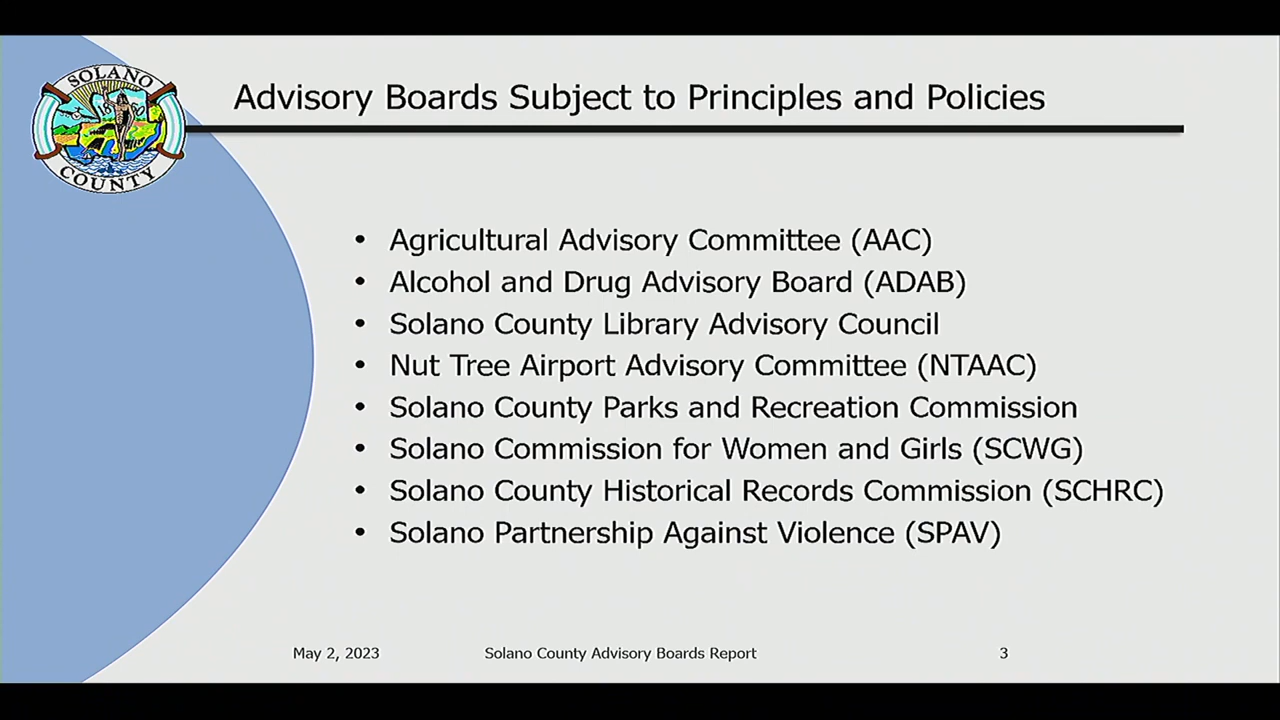 SOLANO
COUNTY
Advisory Boards Subject to Principles and Policies
• Agricultural Advisory Committee (AAC)
• Alcohol and Drug Advisory Board (ADAB)
• Solano County Library Advisory Council
• Nut Tree Airport Advisory Committee (NTAAC)
• Solano County Parks and Recreation Commission
• Solano Commission for Women and Girls (SCWG)
• Solano County Historical Records Commission (SCHRC)
• Solano Partnership Against Violence (SPAV)
May 2, 2023 Solano County Advisory Boards Report 3